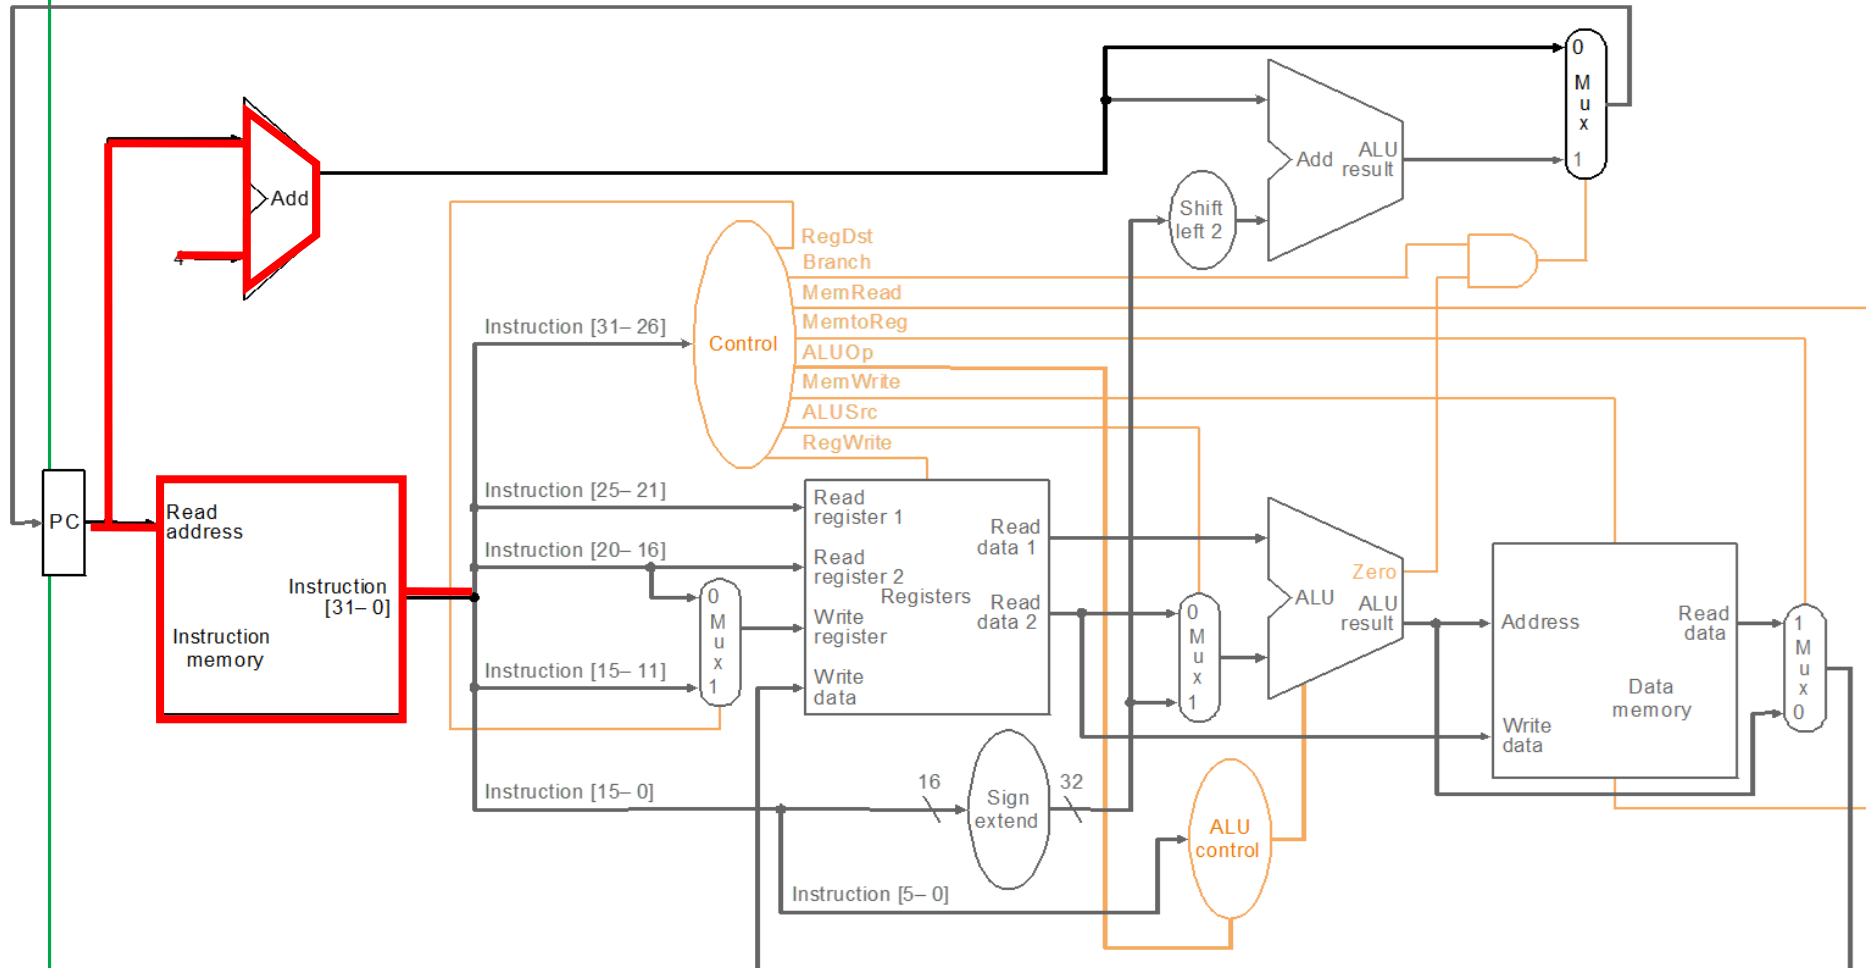 0
M
u
x
1
Add
ALU
result
Shift
left 2
Add
4
RegDst
Branch
MemRead
MemtoReg
ALUOp
MemWrite
ALUSrc
RegWrite
Control
Instruction [31– 26]
Instruction [25– 21]
Instruction [20– 16]
Instruction [15– 11]
Instruction [15– 0]
Instruction [5– 0]
PC
Read
address
Instruction
[31– 0]
Instruction
memory
0
M
u
x
1
Read
register 1
Read
register 2
Registers
Write
register
Write
data
Read
data 1
Read
data 2
0
M
u
x
1
Zero
ALU
ALU
result
Address
Read
data
Data
memory
Write
data
1
M
u
x
0
16
Sign
extend
32
ALU
control